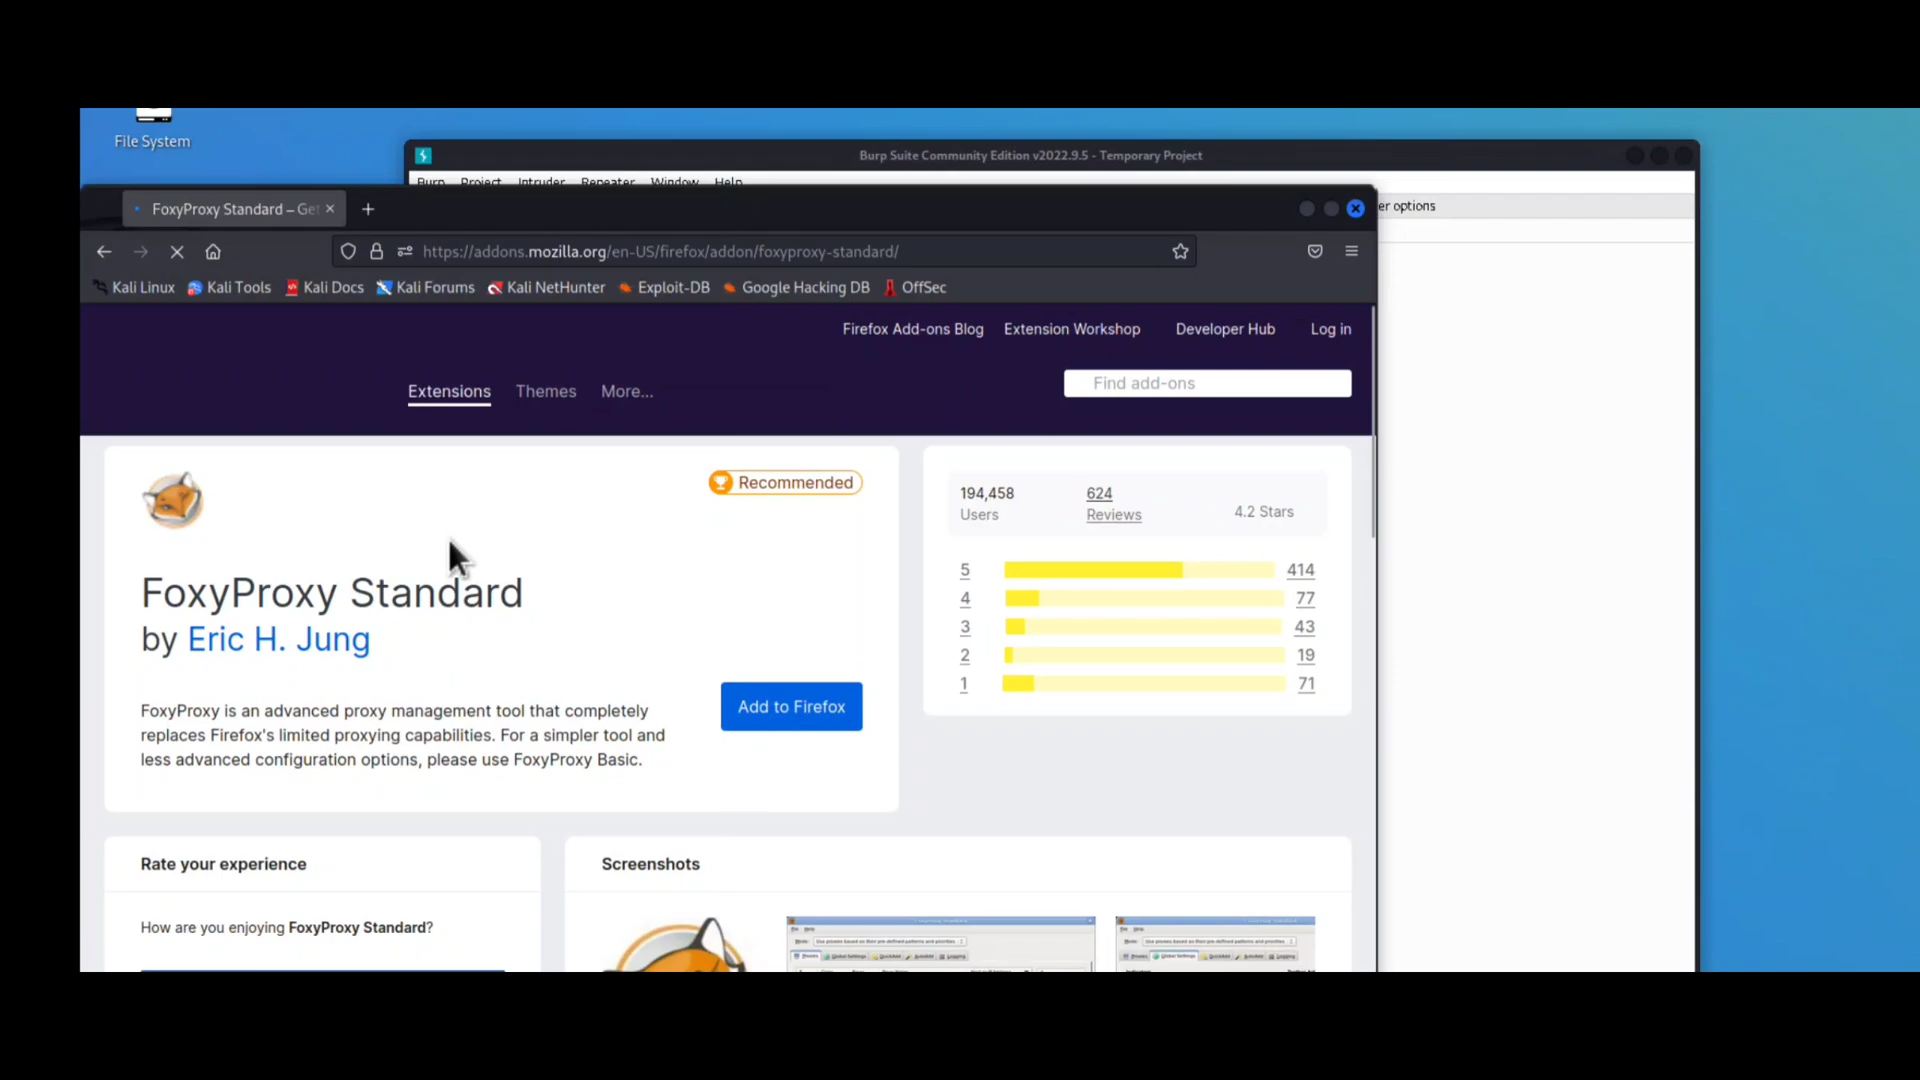 File System
Burp Suite Community Edition v2022.9.5 - Temporary Project
Burp Project Intruder Repeater Window Help
FoxyProxy Standard – Get
er options
https://addons.mozilla.org/en-US/firefox/addon/foxyproxy-standard/
Kali Linux Kali Tools Kali Docs Kali Forums Kali NetHunter Exploit-DB Google Hacking DB OffSec
Firefox Add-ons Blog Extension Workshop Developer Hub Log in
Extensions Themes More...
Find add-ons
Recommended
FoxyProxy Standard
by Eric H. Jung
FoxyProxy is an advanced proxy management tool that completely
replaces Firefox's limited proxying capabilities. For a simpler tool and
less advanced configuration options, please use FoxyProxy Basic.
Add to Firefox
194,458 624
Users Reviews 4.2 Stars
5 414
4 77
3 43
2 19
1 71
Rate your experience
How are you enjoying FoxyProxy Standard?
Screenshots